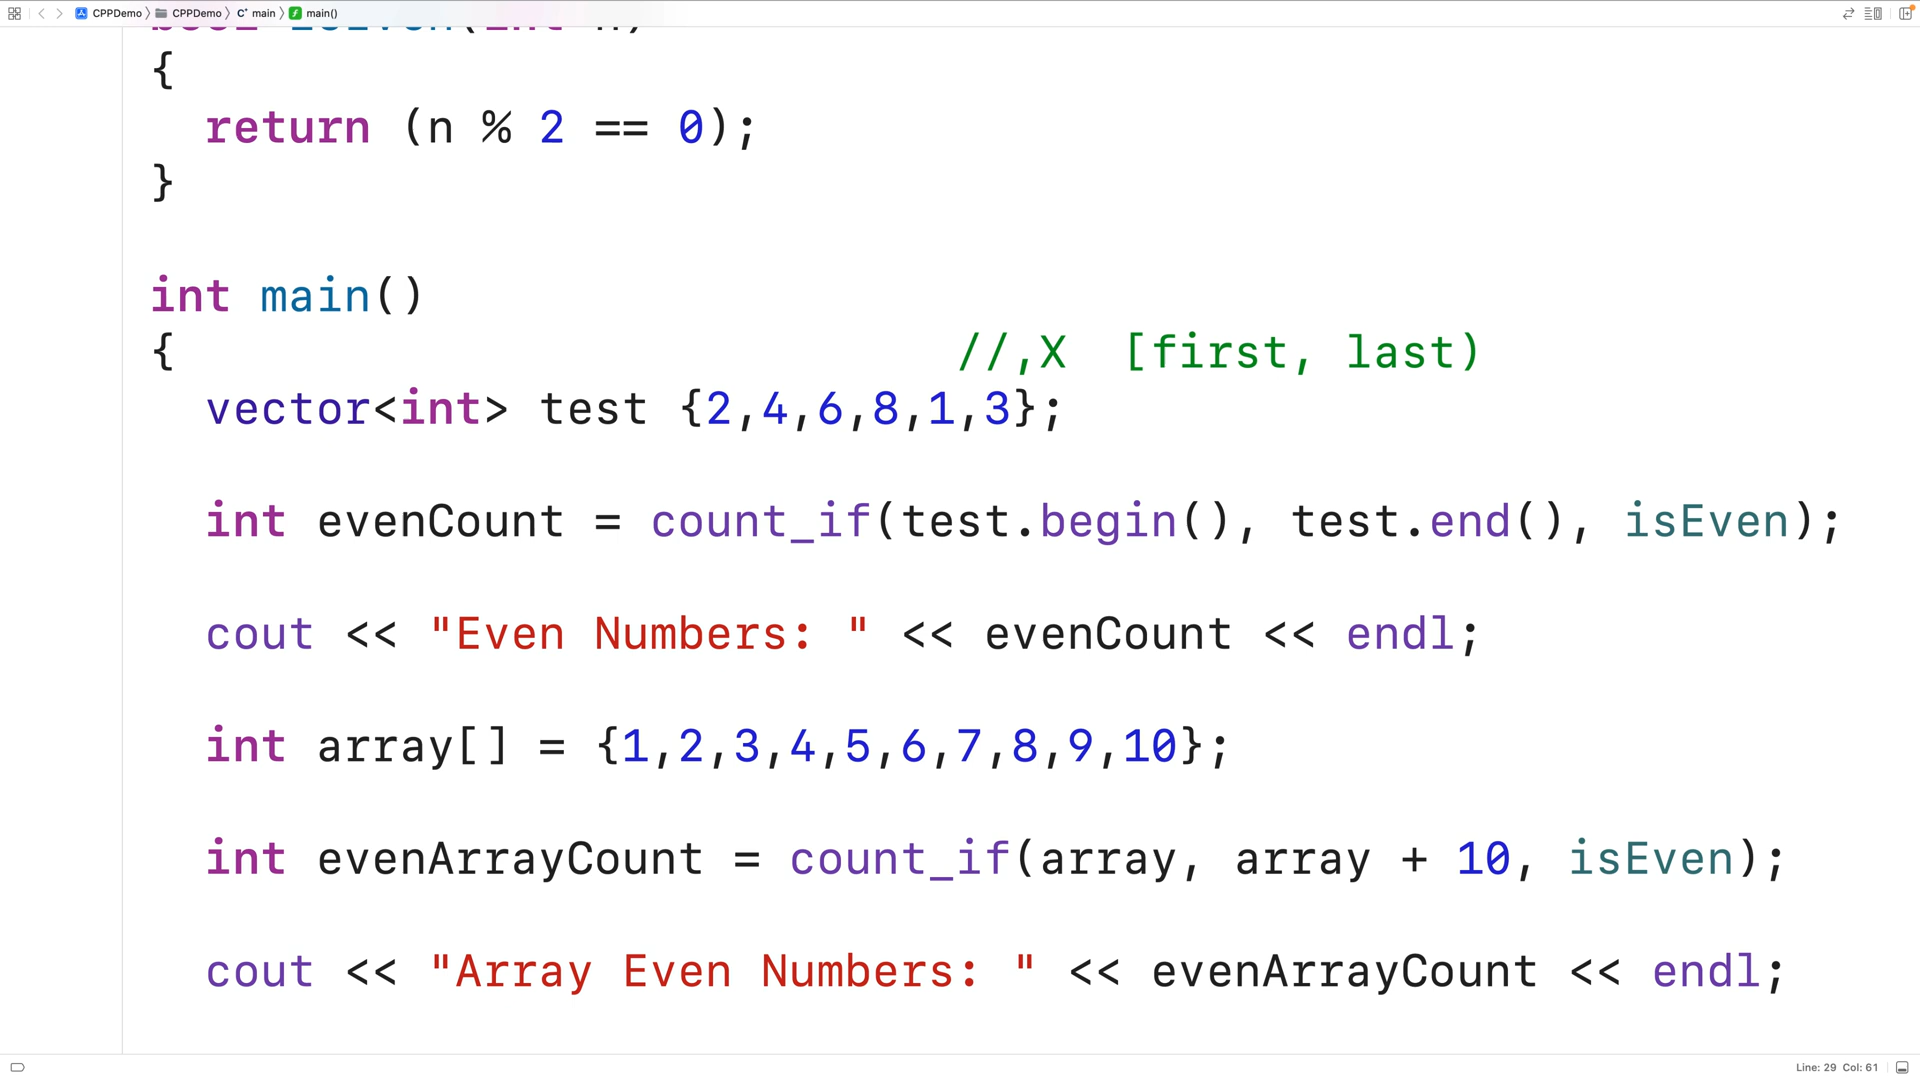 CPPDemo 〉 CPPDemo 〉 C⁺ main 〉 f main()
bool isEven(int n)
{
  return (n % 2 == 0);
}
int main()
{                            //,X  [first, last)
  vector<int> test {2,4,6,8,1,3};
  int evenCount = count_if(test.begin(), test.end(), isEven);
  cout << "Even Numbers: " << evenCount << endl;
  int array[] = {1,2,3,4,5,6,7,8,9,10};
  int evenArrayCount = count_if(array, array + 10, isEven);
  cout << "Array Even Numbers: " << evenArrayCount << endl;
Line: 29 Col: 61